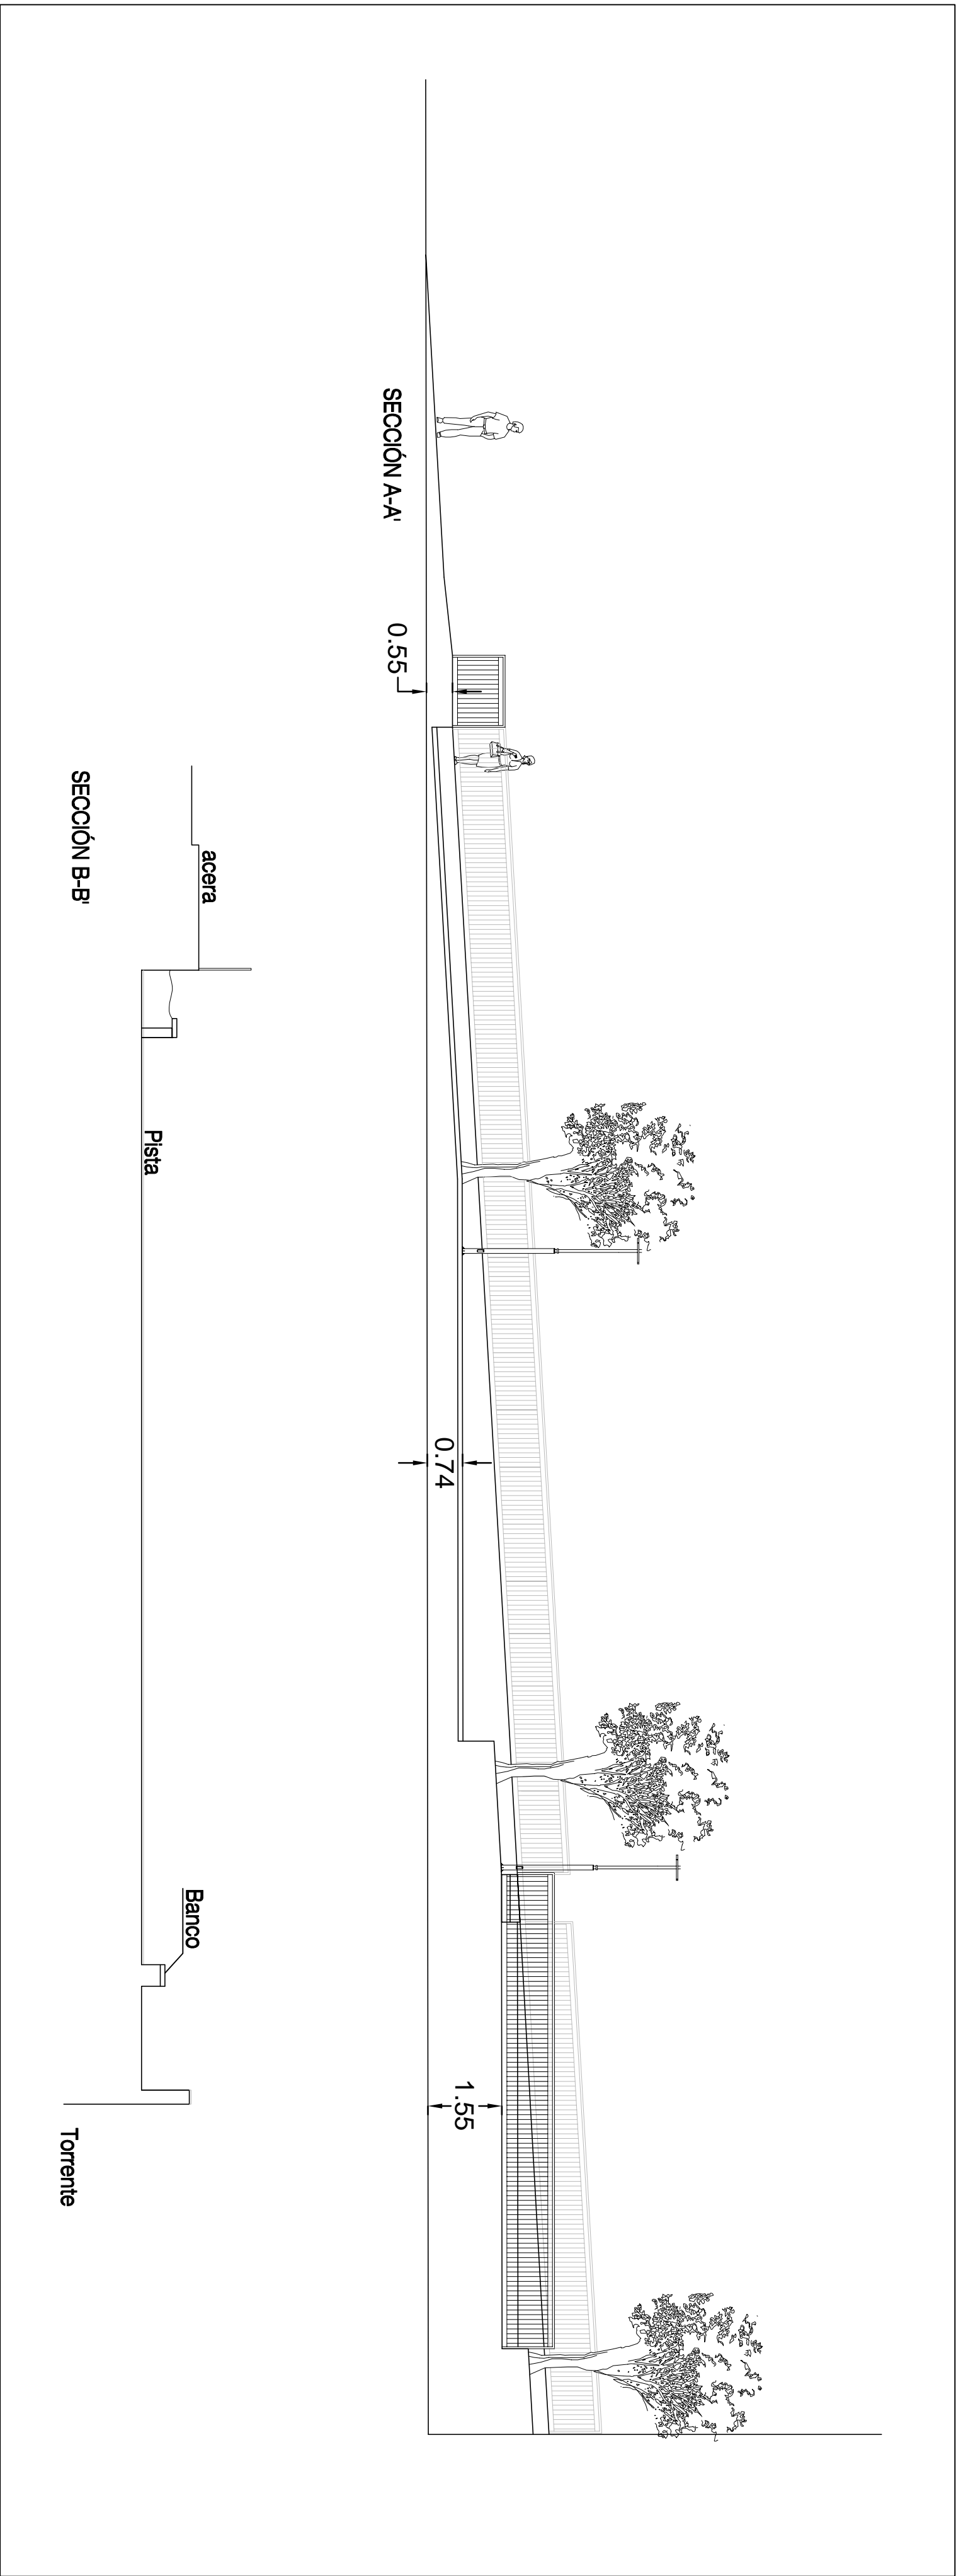 SECCIÓN A-A'
0.55
0.74
1.55
SECCIÓN B-B'
acera
Pista
Banco
Torrente